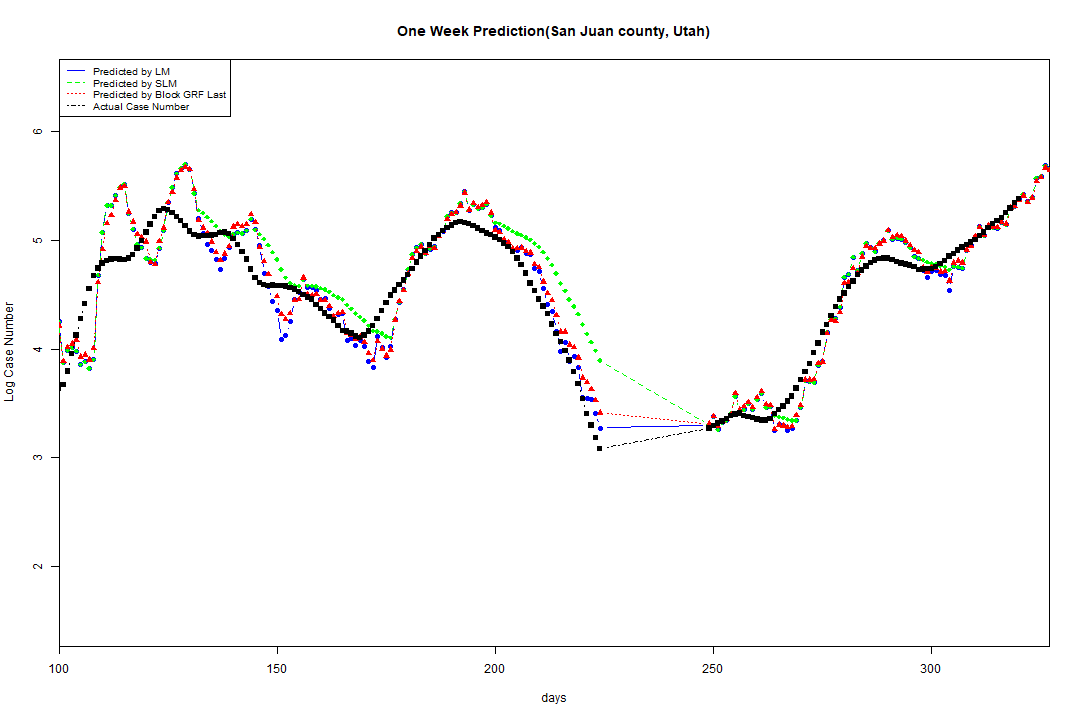 One Week Prediction(San Juan county, Utah)
Predicted by LM
Predicted by SLM
Predicted by Block GRF Last
Actual Case Number
6
5
4
3
2
Log Case Number
100 150 200 250 300
days